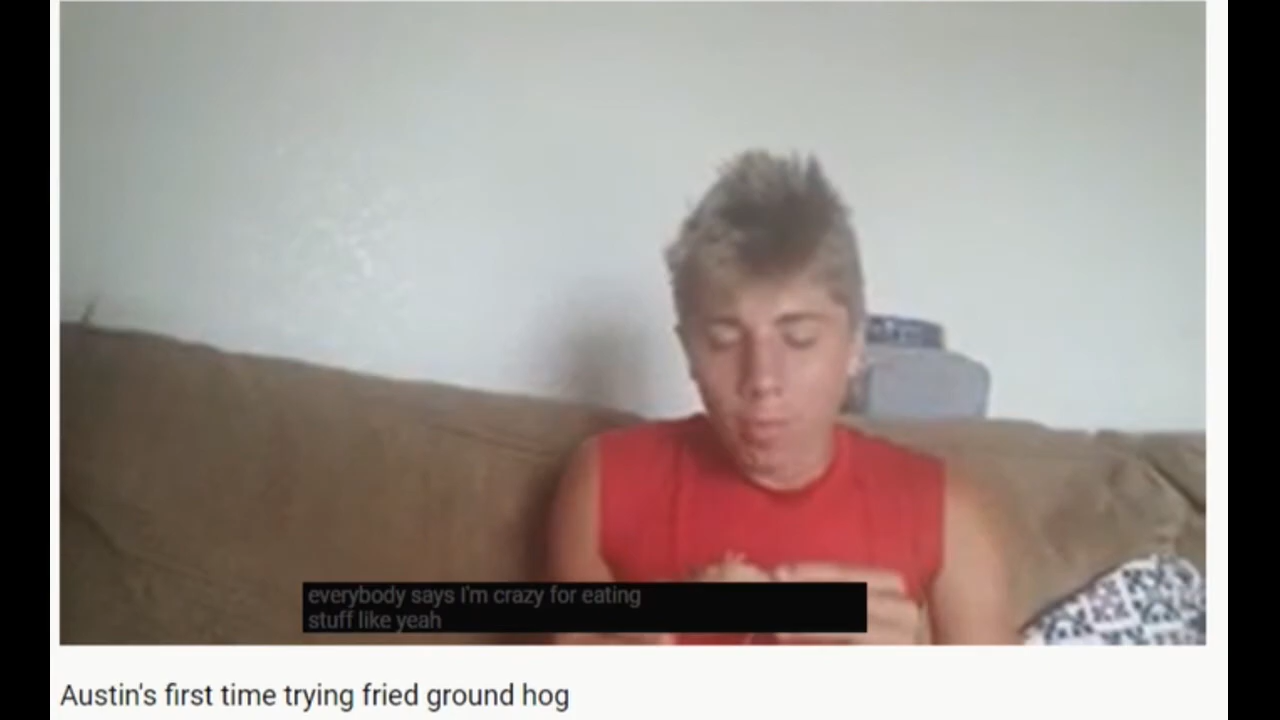 everybody says I'm crazy for eating
stuff like yeah
Austin's first time trying fried ground hog